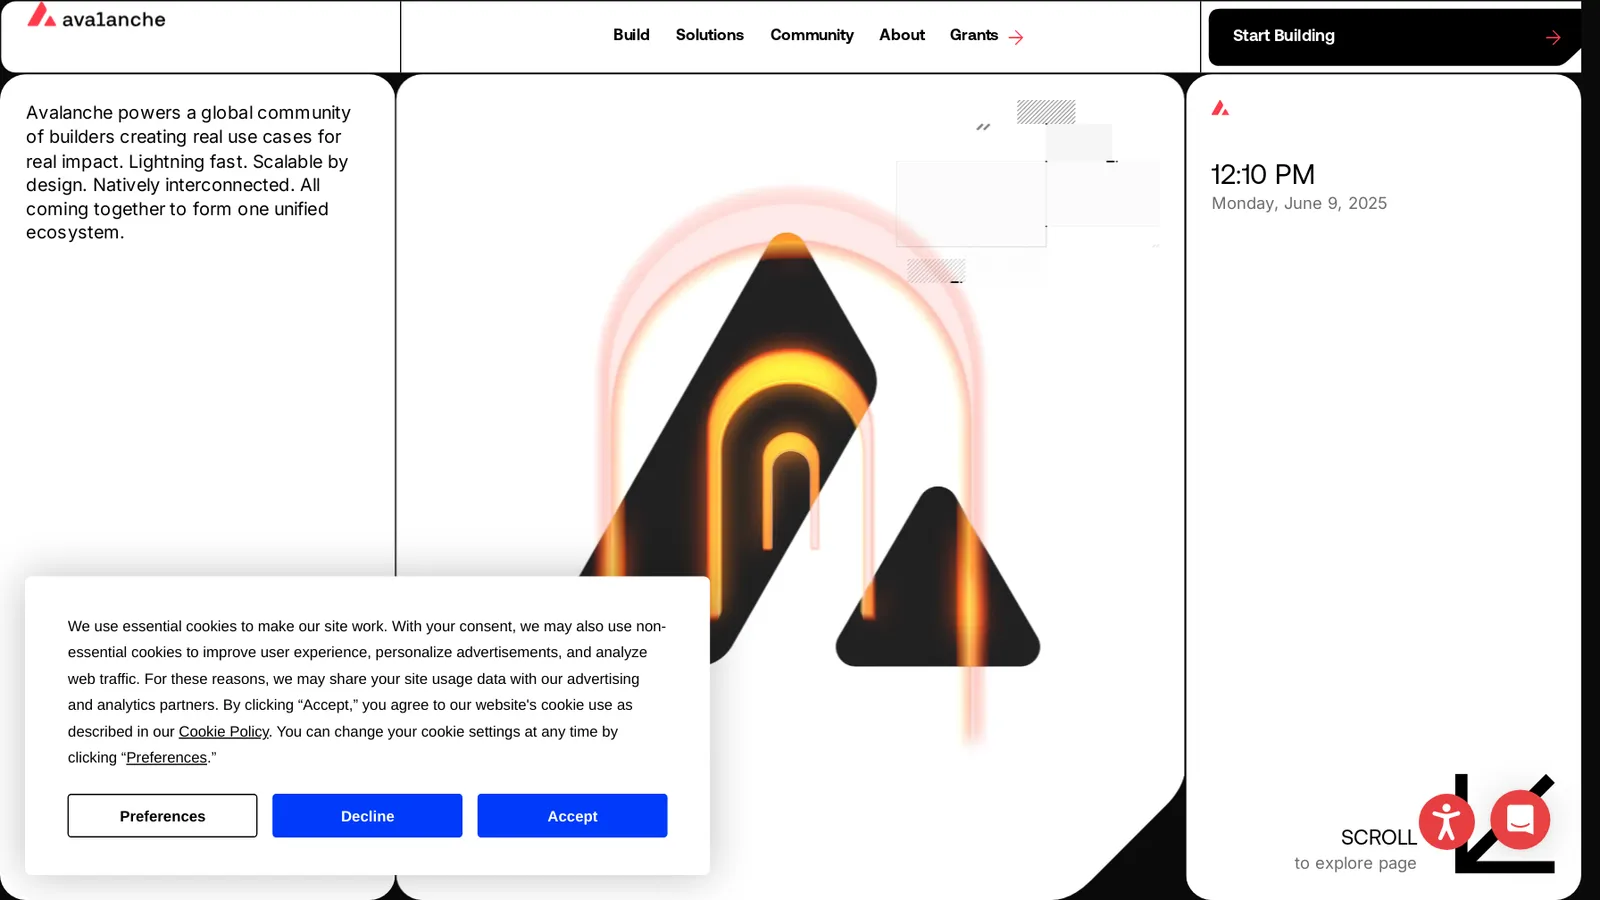 avalanche
Build
Solutions
Community
About
Grants
Start Building
Avalanche powers a global community
of builders creating real use cases for
real impact. Lightning fast. Scalable by
design. Natively interconnected. All
coming together to form one unified
ecosystem.
12:10 PM
Monday, June 9, 2025
We use essential cookies to make our site work. With your consent, we may also use non-
essential cookies to improve user experience, personalize advertisements, and analyze
web traffic. For these reasons, we may share your site usage data with our advertising
and analytics partners. By clicking “Accept,” you agree to our website's cookie use as
described in our Cookie Policy. You can change your cookie settings at any time by
clicking “Preferences.”
Preferences
Decline
Accept
SCROLL
to explore page